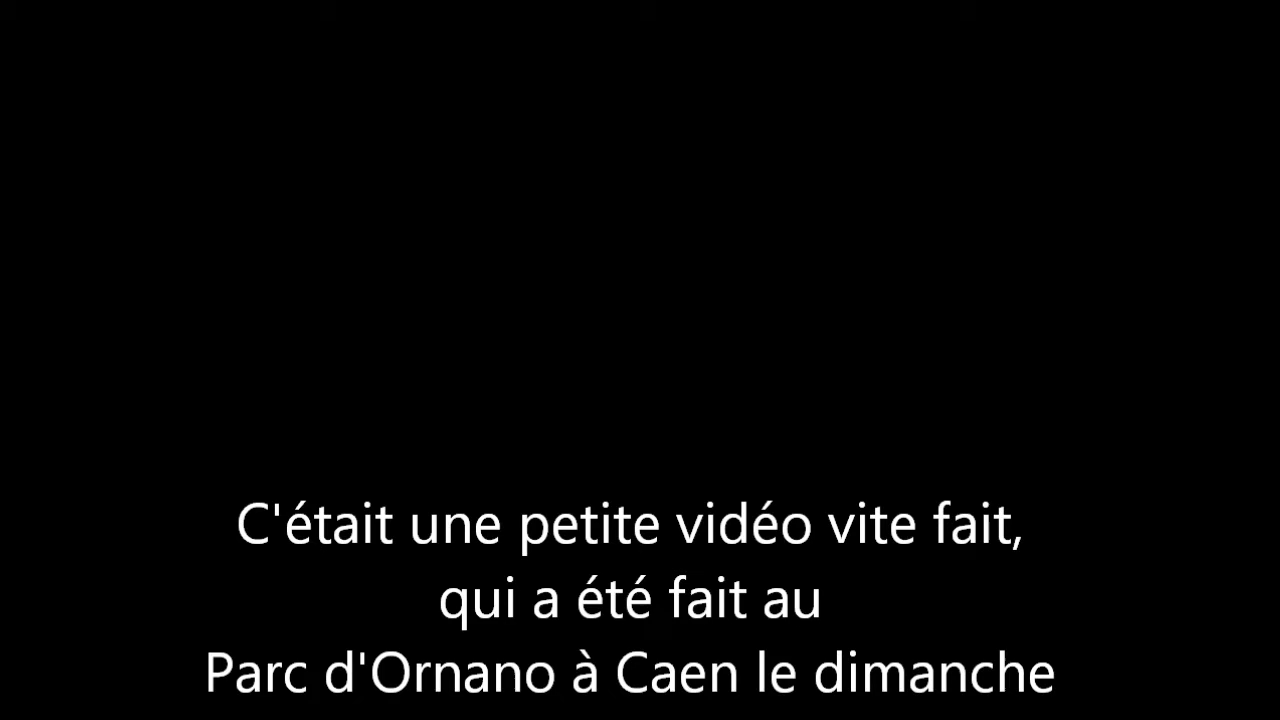 C'était une petite vidéo vite fait,
qui a été fait au
Parc d'Ornano à Caen le dimanche